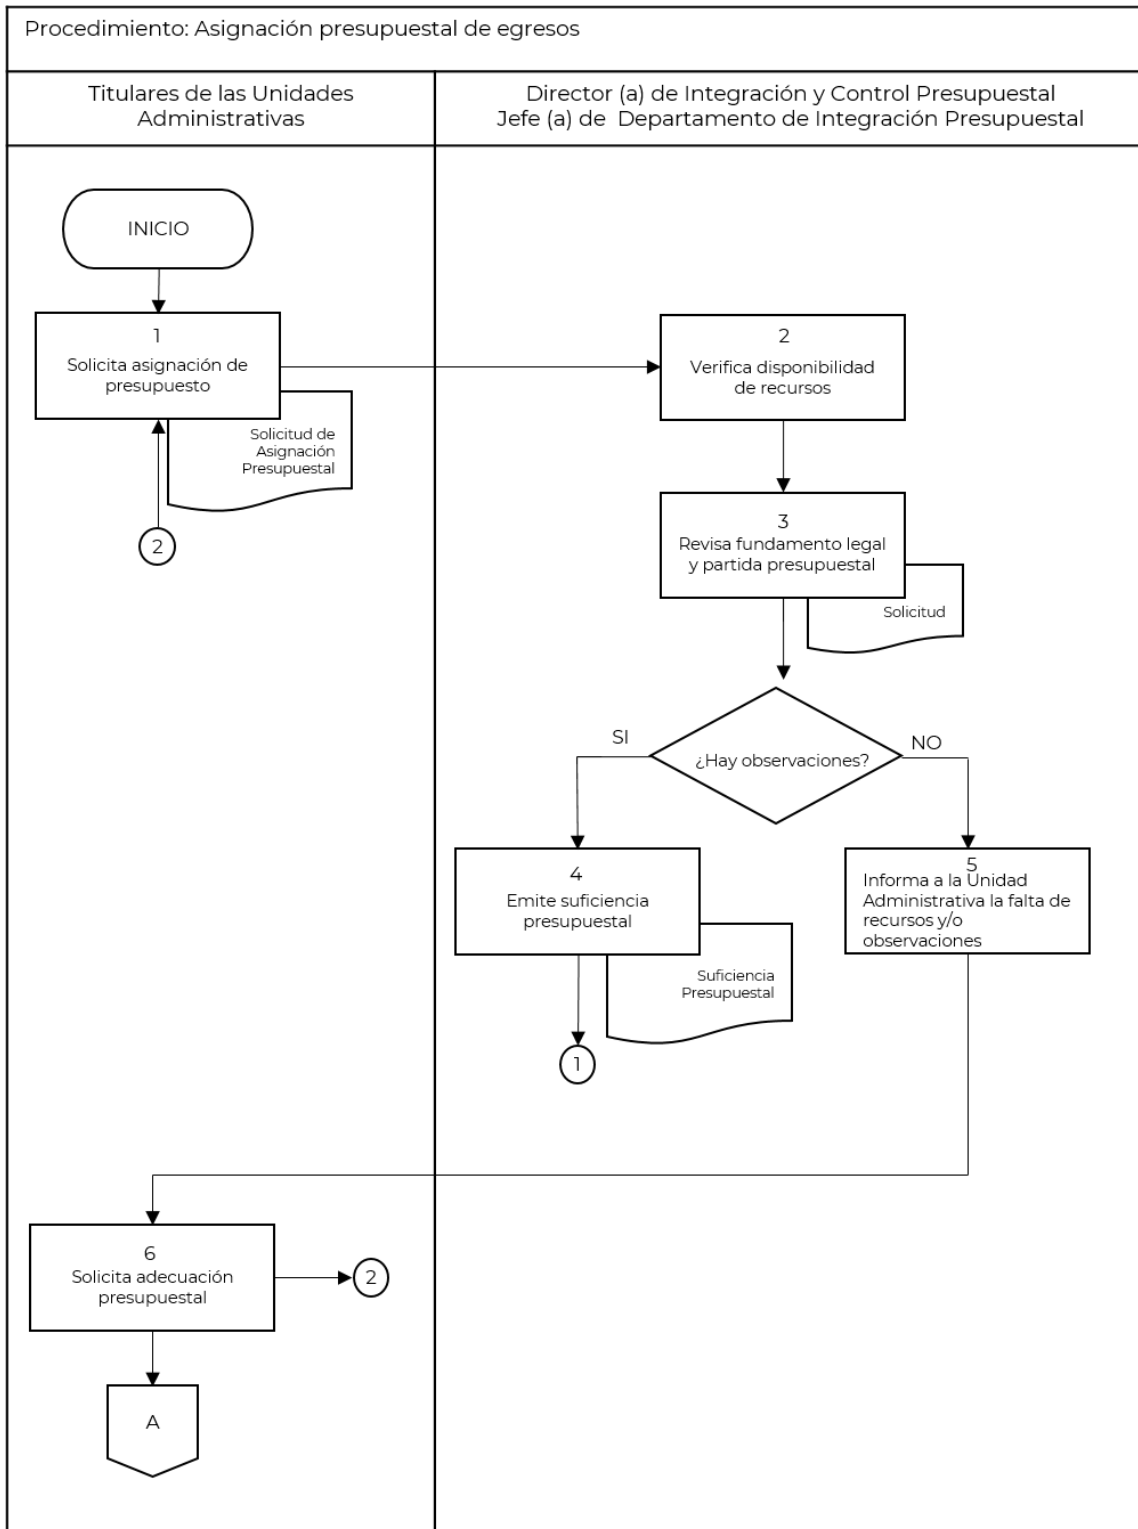 Procedimiento: Asignación presupuestal de egresos
Titulares de las Unidades
Administrativas
Director (a) de Integración y Control Presupuestal
Jefe (a) de Departamento de Integración Presupuestal
INICIO
1
Solicita asignación de
presupuesto
Solicitud de
Asignación
Presupuestal
2
2
Verifica disponibilidad
de recursos
3
Revisa fundamento legal
y partida presupuestal
Solicitud
¿Hay observaciones?
SI
NO
4
Emite suficiencia
presupuestal
Suficiencia
Presupuestal
1
5
Informa a la Unidad
Administrativa la falta de
recursos y/o
observaciones
6
Solicita adecuación
presupuestal
2
A